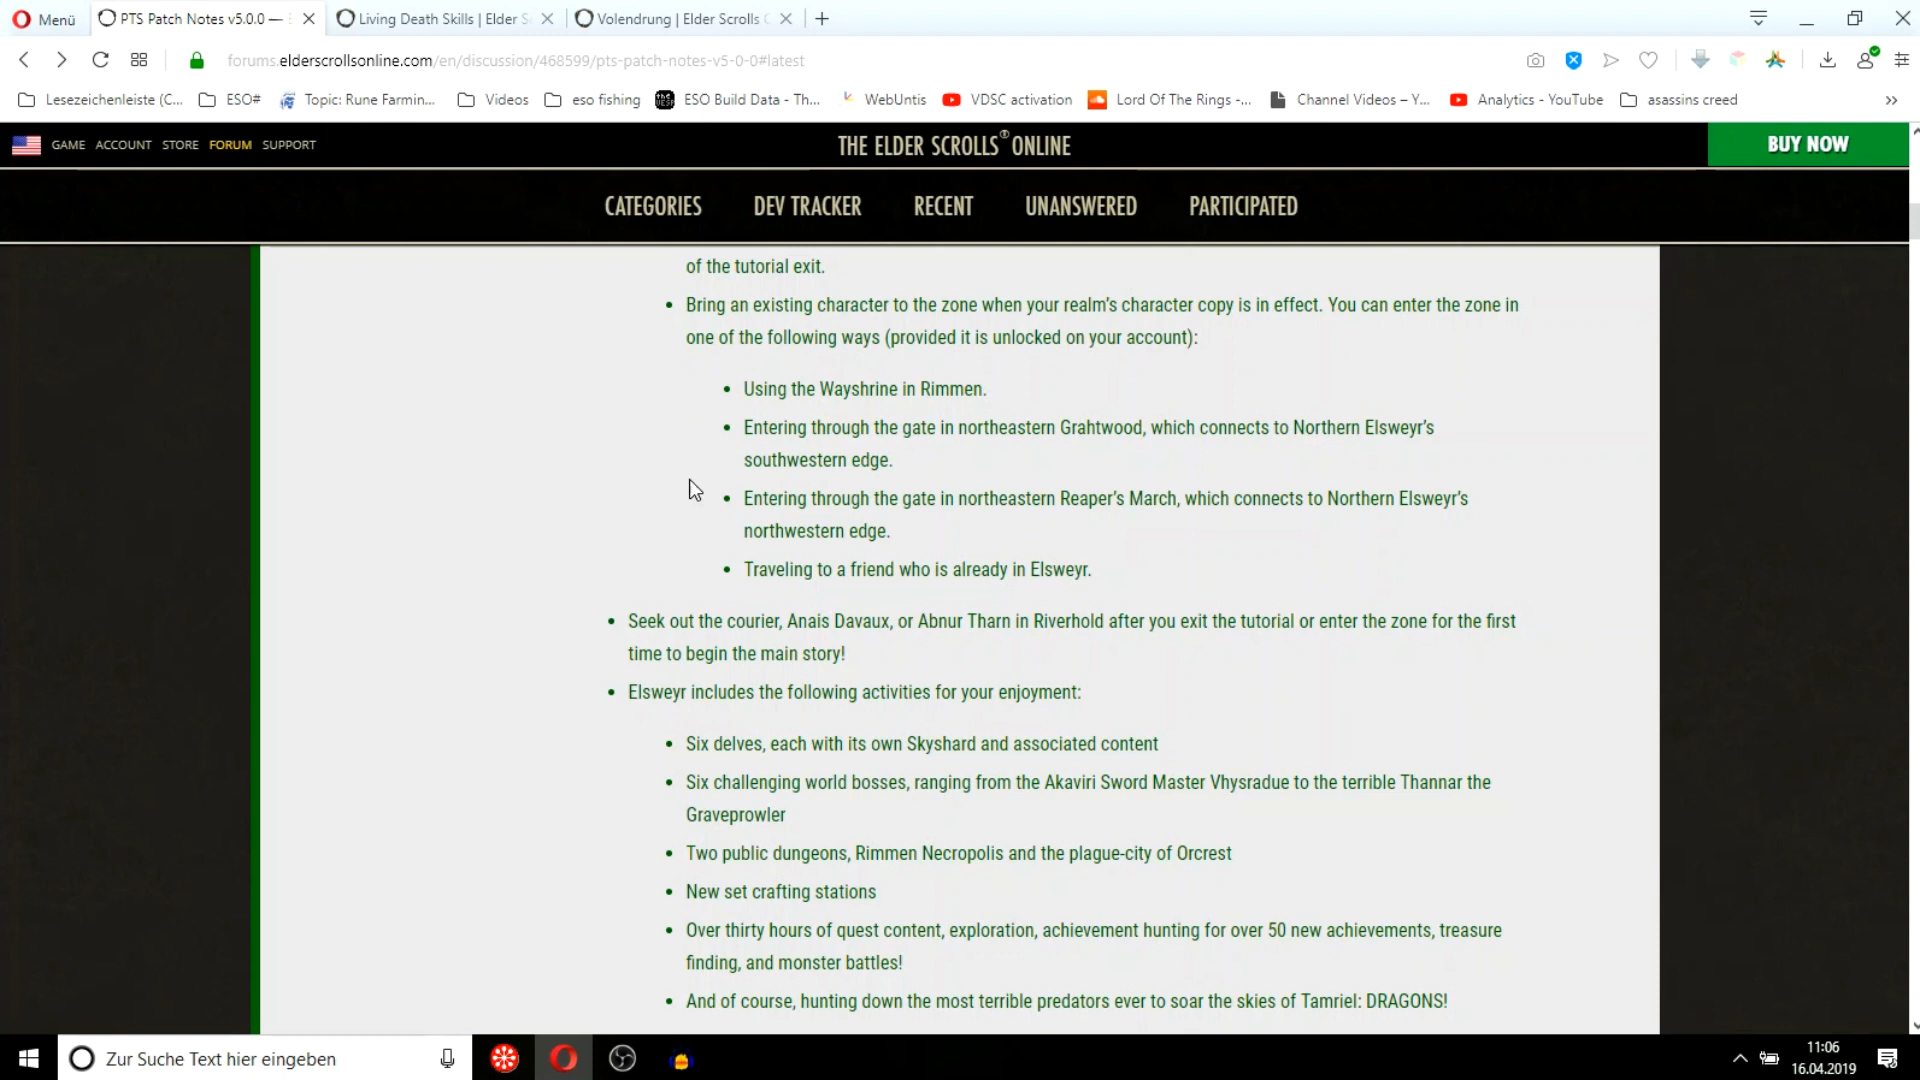 Menü
PTS Patch Notes v5.0.0 —
Living Death Skills | Elder S
Volendrung | Elder Scrolls
forums.elderscrollsonline.com/en/discussion/468599/pts-patch-notes-v5-0-0#latest
Lesezeichenleiste (C...
ESO#
Topic: Rune Farmin...
Videos
eso fishing
ESO Build Data - Th...
WebUntis
VDSC activation
Lord Of The Rings -...
Channel Videos – Y...
Analytics - YouTube
asassins creed
GAME ACCOUNT STORE FORUM SUPPORT
THE ELDER SCROLLS® ONLINE
BUY NOW
CATEGORIES DEV TRACKER RECENT UNANSWERED PARTICIPATED
of the tutorial exit.
• Bring an existing character to the zone when your realm's character copy is in effect. You can enter the zone in
one of the following ways (provided it is unlocked on your account):
• Using the Wayshrine in Rimmen.
• Entering through the gate in northeastern Grahtwood, which connects to Northern Elsweyr's
southwestern edge.
• Entering through the gate in northeastern Reaper's March, which connects to Northern Elsweyr's
northwestern edge.
• Traveling to a friend who is already in Elsweyr.
• Seek out the courier, Anais Davaux, or Abnur Tharn in Riverhold after you exit the tutorial or enter the zone for the first
time to begin the main story!
• Elsweyr includes the following activities for your enjoyment:
• Six delves, each with its own Skyshard and associated content
• Six challenging world bosses, ranging from the Akaviri Sword Master Vhysradue to the terrible Thannar the
Graveprowler
• Two public dungeons, Rimmen Necropolis and the plague-city of Orcrest
• New set crafting stations
• Over thirty hours of quest content, exploration, achievement hunting for over 50 new achievements, treasure
finding, and monster battles!
• And of course, hunting down the most terrible predators ever to soar the skies of Tamriel: DRAGONS!
Zur Suche Text hier eingeben
11:06
16.04.2019